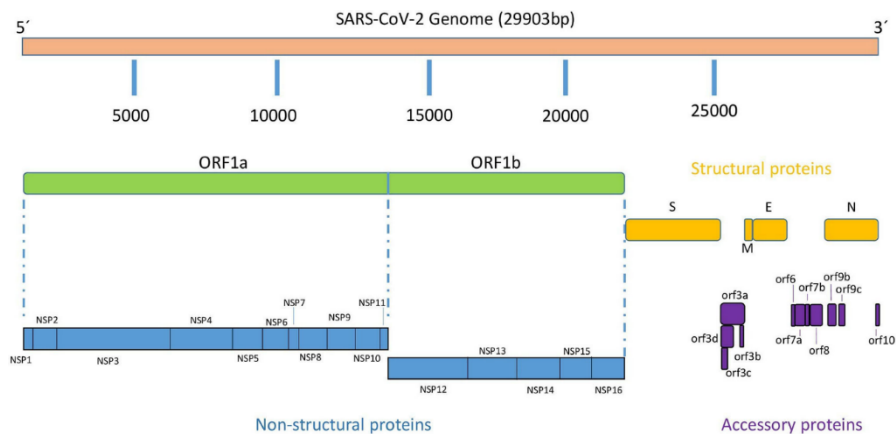 SARS-CoV-2 Genome (29903bp)
5´ 3´
5000 10000 15000 20000 25000
ORF1a ORF1b
Structural proteins
S E N
M
NSP7 NSP11
NSP2 NSP4 NSP6 NSP9
NSP1 NSP3 NSP5 NSP8 NSP10
NSP13 NSP15
NSP12 NSP14 NSP16
orf6 orf9b
orf3a orf7b orf9c
orf3d orf3b orf7a orf8 orf10
orf3c
Non-structural proteins Accessory proteins